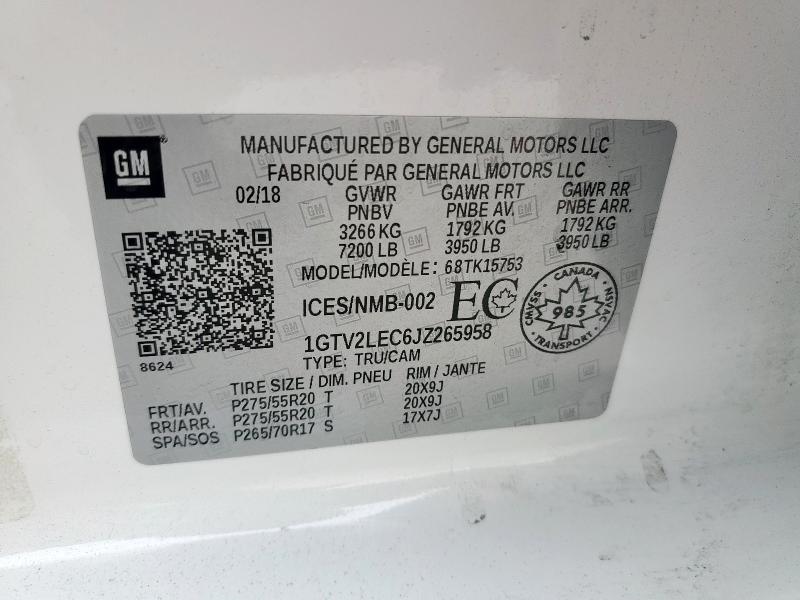 GM
MANUFACTURED BY GENERAL MOTORS LLC
FABRIQUÉ PAR GENERAL MOTORS LLC
02/18 GVWR GAWR FRT GAWR RR
PNBV PNBE AV. PNBE ARR.
3266 KG 1792 KG 1792 KG
7200 LB 3950 LB 3950 LB
MODEL/MODÈLE: 68TK15753
ICES/NMB-002 EC
CANADA
CMVSS 985 NSVAC
TRANSPORT
1GTV2LEC6JZ265958
TYPE: TRU/CAM
8624
TIRE SIZE / DIM. PNEU RIM / JANTE
FRT/AV. P275/55R20 T 20X9J
RR/ARR. P275/55R20 T 20X9J
SPA/SOS P265/70R17 S 17X7J